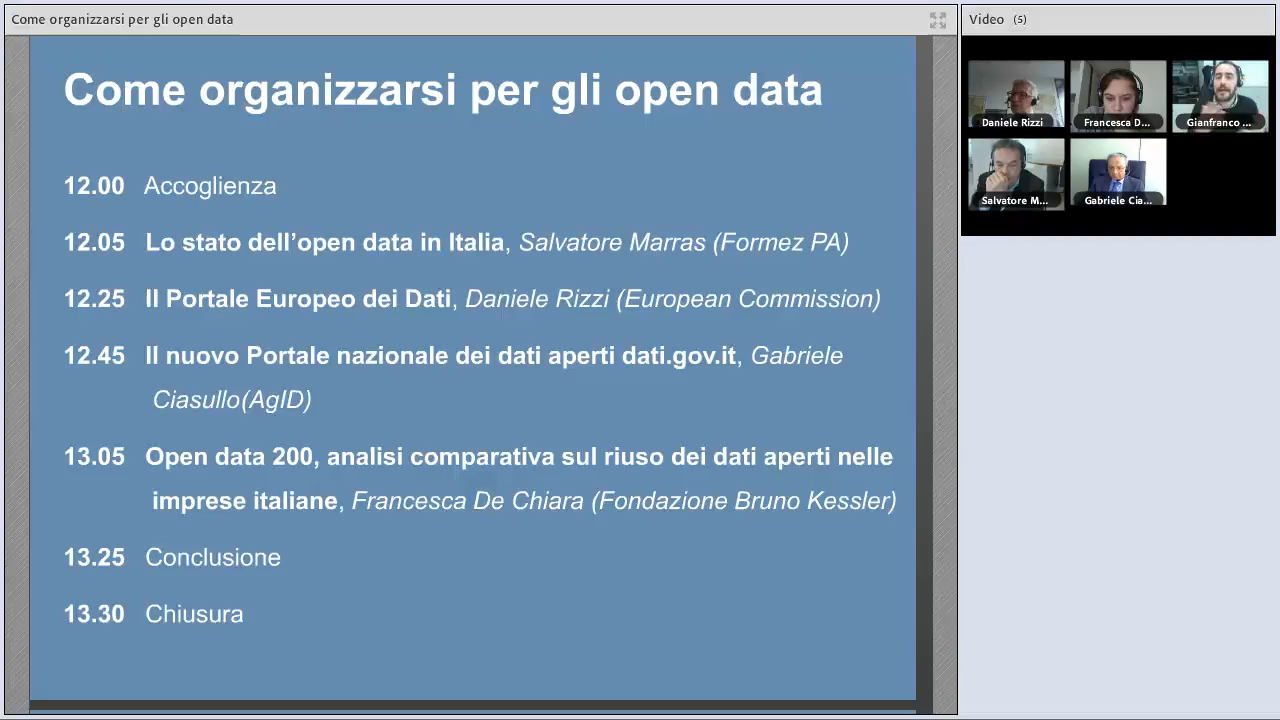 Come organizzarsi per gli open data
Video (5)
Come organizzarsi per gli open data
12.00 Accoglienza
12.05 Lo stato dell’open data in Italia, Salvatore Marras (Formez PA)
12.25 Il Portale Europeo dei Dati, Daniele Rizzi (European Commission)
12.45 Il nuovo Portale nazionale dei dati aperti dati.gov.it, Gabriele
Ciasullo(AgID)
13.05 Open data 200, analisi comparativa sul riuso dei dati aperti nelle
imprese italiane, Francesca De Chiara (Fondazione Bruno Kessler)
13.25 Conclusione
13.30 Chiusura
Daniele Rizzi
Francesca D...
Gianfranco ...
Salvatore M...
Gabriele Cia...